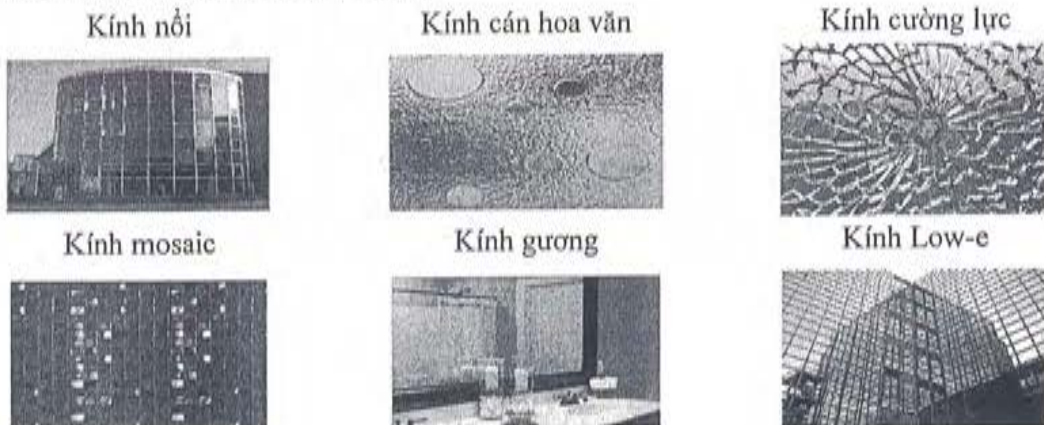 Kính nổi
Kính cán hoa văn
Kính cường lực
Kính mosaic
Kính gương
Kính Low-e